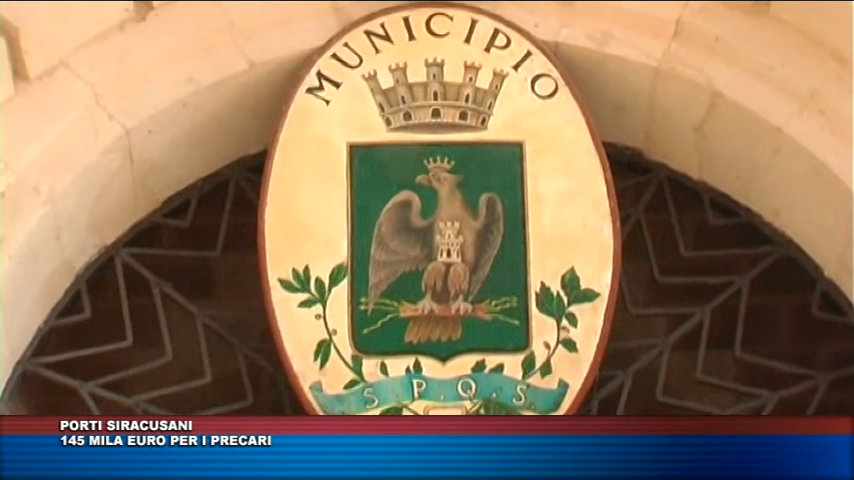 MUNICIPIO
S.P.Q.S.
PORTI SIRACUSANI
145 MILA EURO PER I PRECARI